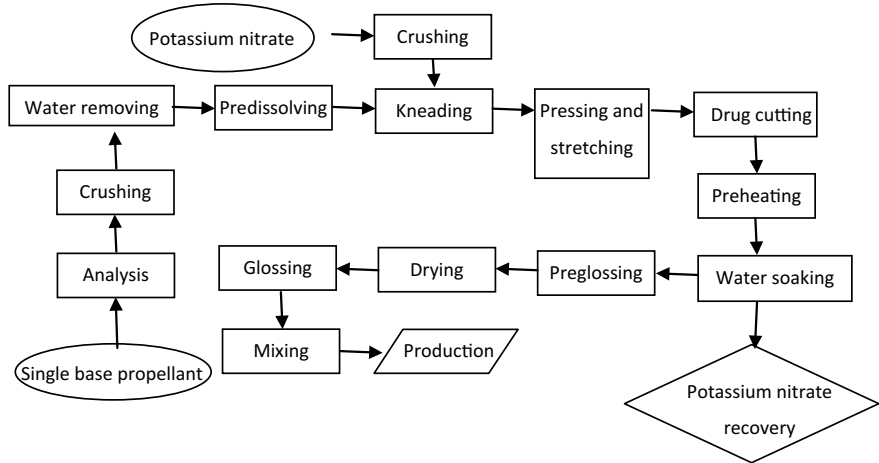 Potassium nitrate
Crushing
Water removing
Predissolving
Kneading
Pressing and
stretching
Drug cutting
Crushing
Preheating
Analysis
Glossing
Drying
Preglossing
Water soaking
Single base propellant
Mixing
Production
Potassium nitrate
recovery